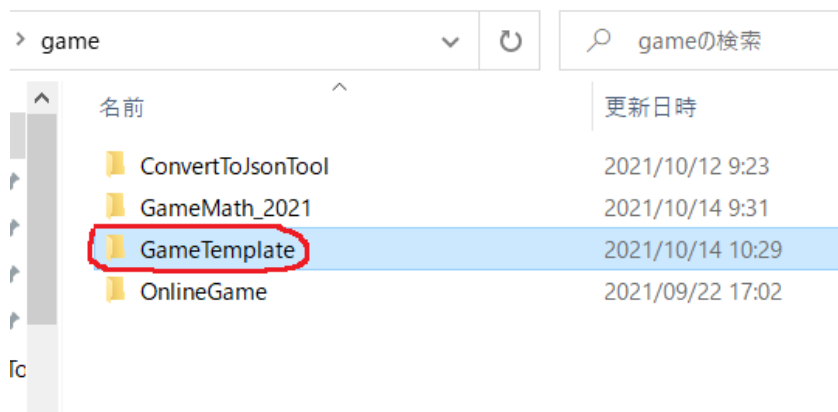 game
gameの検索
名前 更新日時
ConvertToJsonTool 2021/10/12 9:23
GameMath_2021 2021/10/14 9:31
GameTemplate 2021/10/14 10:29
OnlineGame 2021/09/22 17:02
To